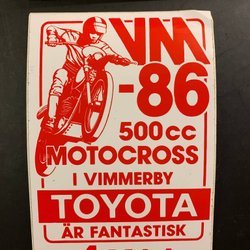 VM
-86
500cc
MOTOCROSS
I VIMMERBY
TOYOTA
ÄR FANTASTISK